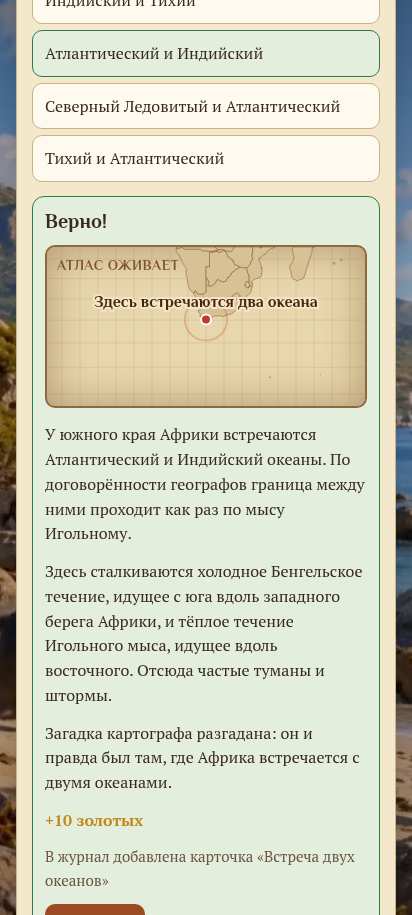 Индийский и Тихий
Атлантический и Индийский
Северный Ледовитый и Атлантический
Тихий и Атлантический
Верно!
АТЛАС ОЖИВАЕТ
Здесь встречаются два океана
У южного края Африки встречаются
Атлантический и Индийский океаны. По
договорённости географов граница между
ними проходит как раз по мысу
Игольному.
Здесь сталкиваются холодное Бенгельское
течение, идущее с юга вдоль западного
берега Африки, и тёплое течение
Игольного мыса, идущее вдоль
восточного. Отсюда частые туманы и
штормы.
Загадка картографа разгадана: он и
правда был там, где Африка встречается с
двумя океанами.
+10 золотых
В журнал добавлена карточка «Встреча двух
океанов»